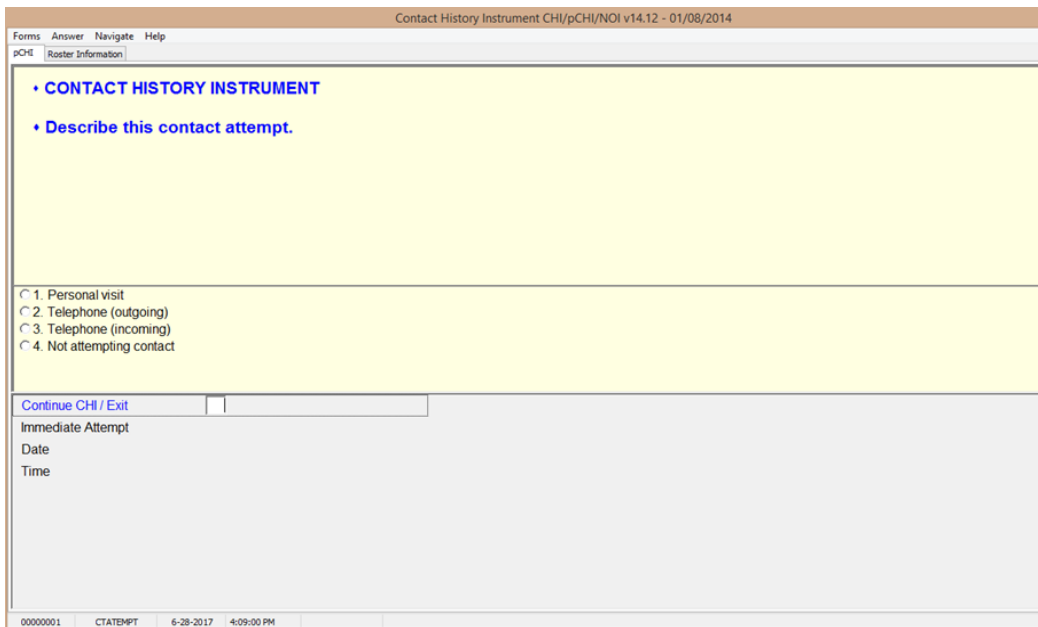 Contact History Instrument CHI/pCHI/NOI v14.12 - 01/08/2014
Forms Answer Navigate Help
pCHI Roster Information
♦ CONTACT HISTORY INSTRUMENT
♦ Describe this contact attempt.
1. Personal visit
2. Telephone (outgoing)
3. Telephone (incoming)
4. Not attempting contact
Continue CHI / Exit
Immediate Attempt
Date
Time
00000001 CTATEMPT 6-28-2017 4:09:00 PM